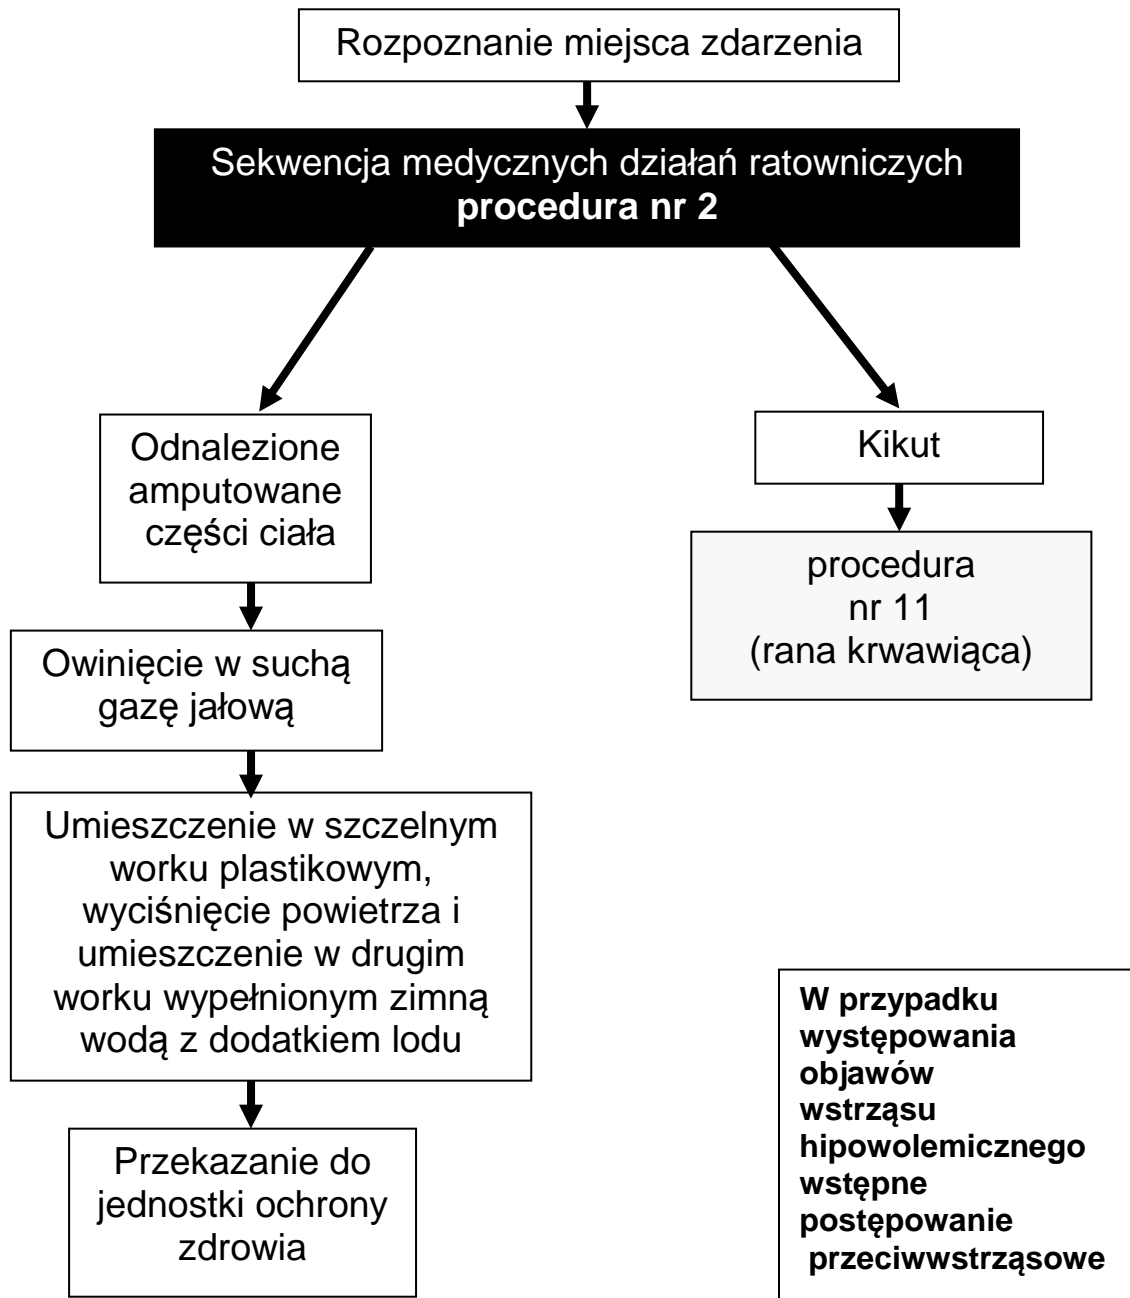 Rozpoznanie miejsca zdarzenia
Sekwencja medycznych działań ratowniczych
procedura nr 2
Odnalezione
amputowane
części ciała
Owinięcie w suchą
gazę jałową
Umieszczenie w szczelnym
worku plastikowym,
wyciśnięcie powietrza i
umieszczenie w drugim
worku wypełnionym zimną
wodą z dodatkiem lodu
Przekazanie do
jednostki ochrony
zdrowia
Kikut
procedura
nr 11
(rana krwawiąca)
W przypadku
występowania
objawów
wstrząsu
hipowolemicznego
wstępne
postępowanie
przeciwwstrząsowe